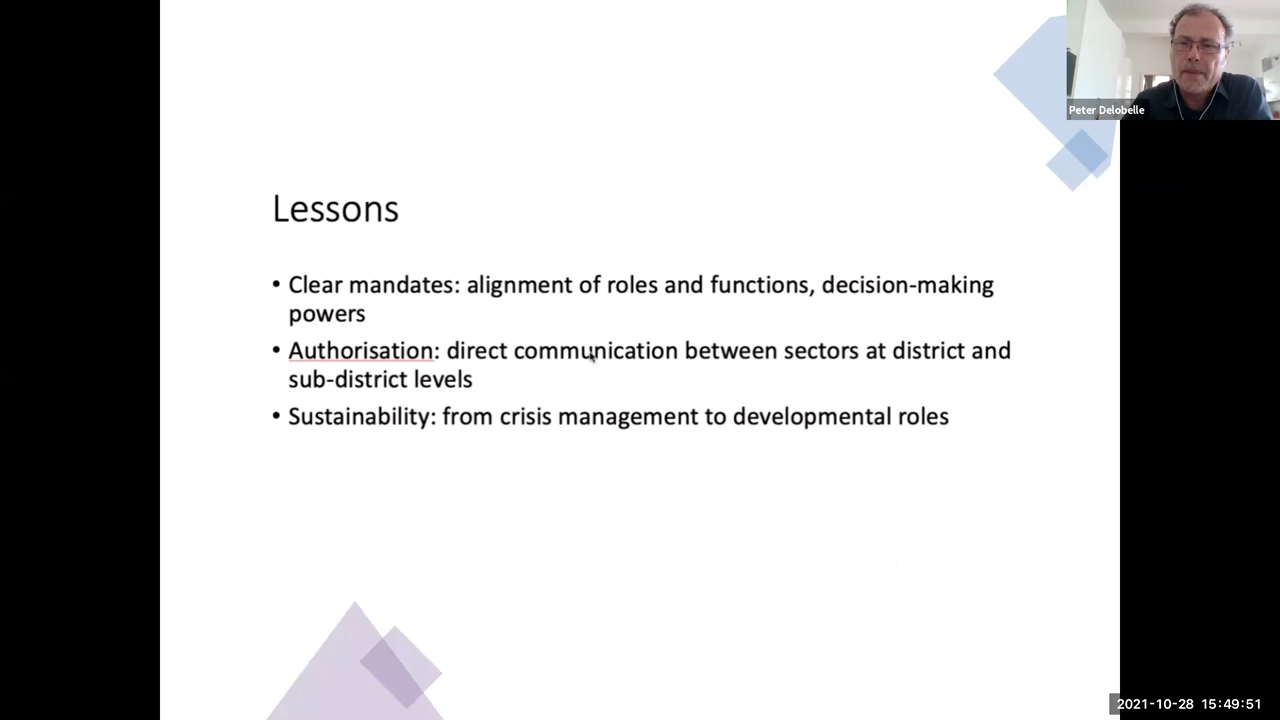 Peter Delobelle
Lessons
• Clear mandates: alignment of roles and functions, decision-making
powers
• Authorisation: direct communication between sectors at district and
sub-district levels
• Sustainability: from crisis management to developmental roles
2021-10-28 15:49:51